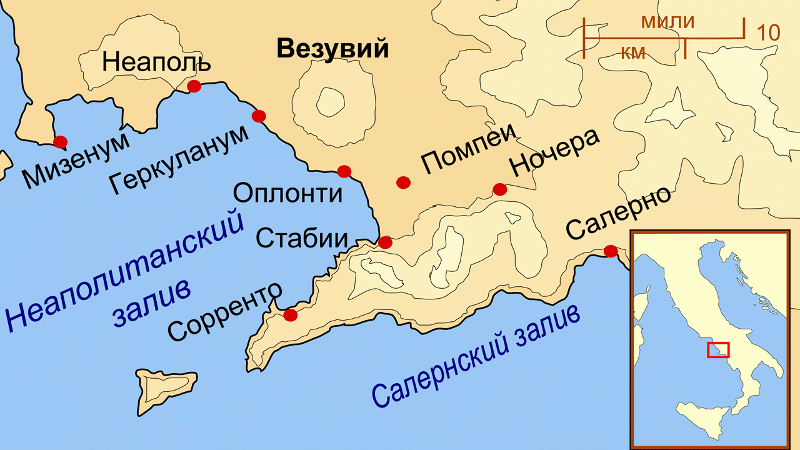 мили
10
км
Неаполь
Везувий
Мизенум
Геркуланум
Помпеи
Ночера
Оплонти
Стабии
Салерно
Неаполитанский
залив
Сорренто
Салернский залив